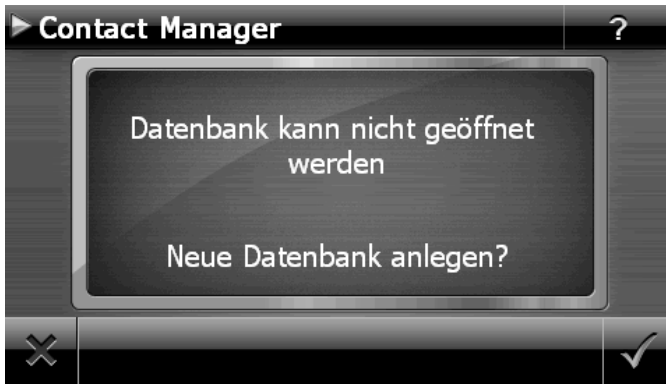 Contact Manager
?
Datenbank kann nicht geöffnet
werden
Neue Datenbank anlegen?